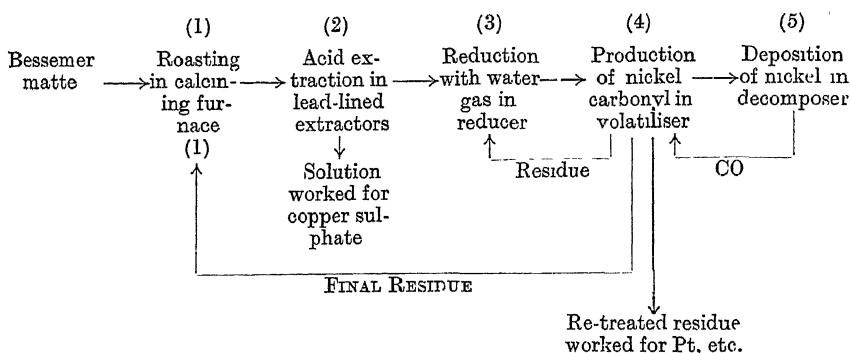 (1)
(2)
(3)
(4)
(5)
Bessemer
matte
Roasting
in calcin-
ing fur-
nace
(1)
Acid ex-
traction in
lead-lined
extractors
Reduction
with water
gas in
reducer
Production
of nickel
carbonyl in
volatiliser
Deposition
of nickel in
decomposer
Solution
worked for
copper sul-
phate
Residue
CO
FINAL RESIDUE
Re-treated residue
worked for Pt, etc.